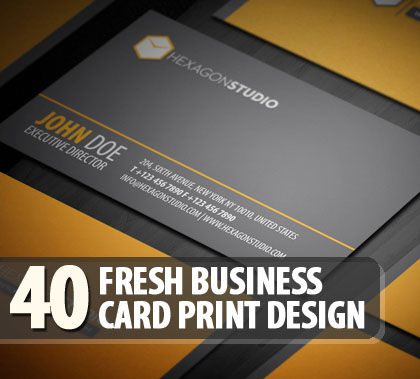 HEXAGONSTUDIO
JOHN DOE
EXECUTIVE DIRECTOR
204, SIXTH AVENUE, NEW YORK NY 10010, UNITED STATES
T +123 456 7890 F +123 456 7890
INFO@HEXAGONSTUDIO.COM | WWW.HEXAGONSTUDIO.COM
40 FRESH BUSINESS
CARD PRINT DESIGN